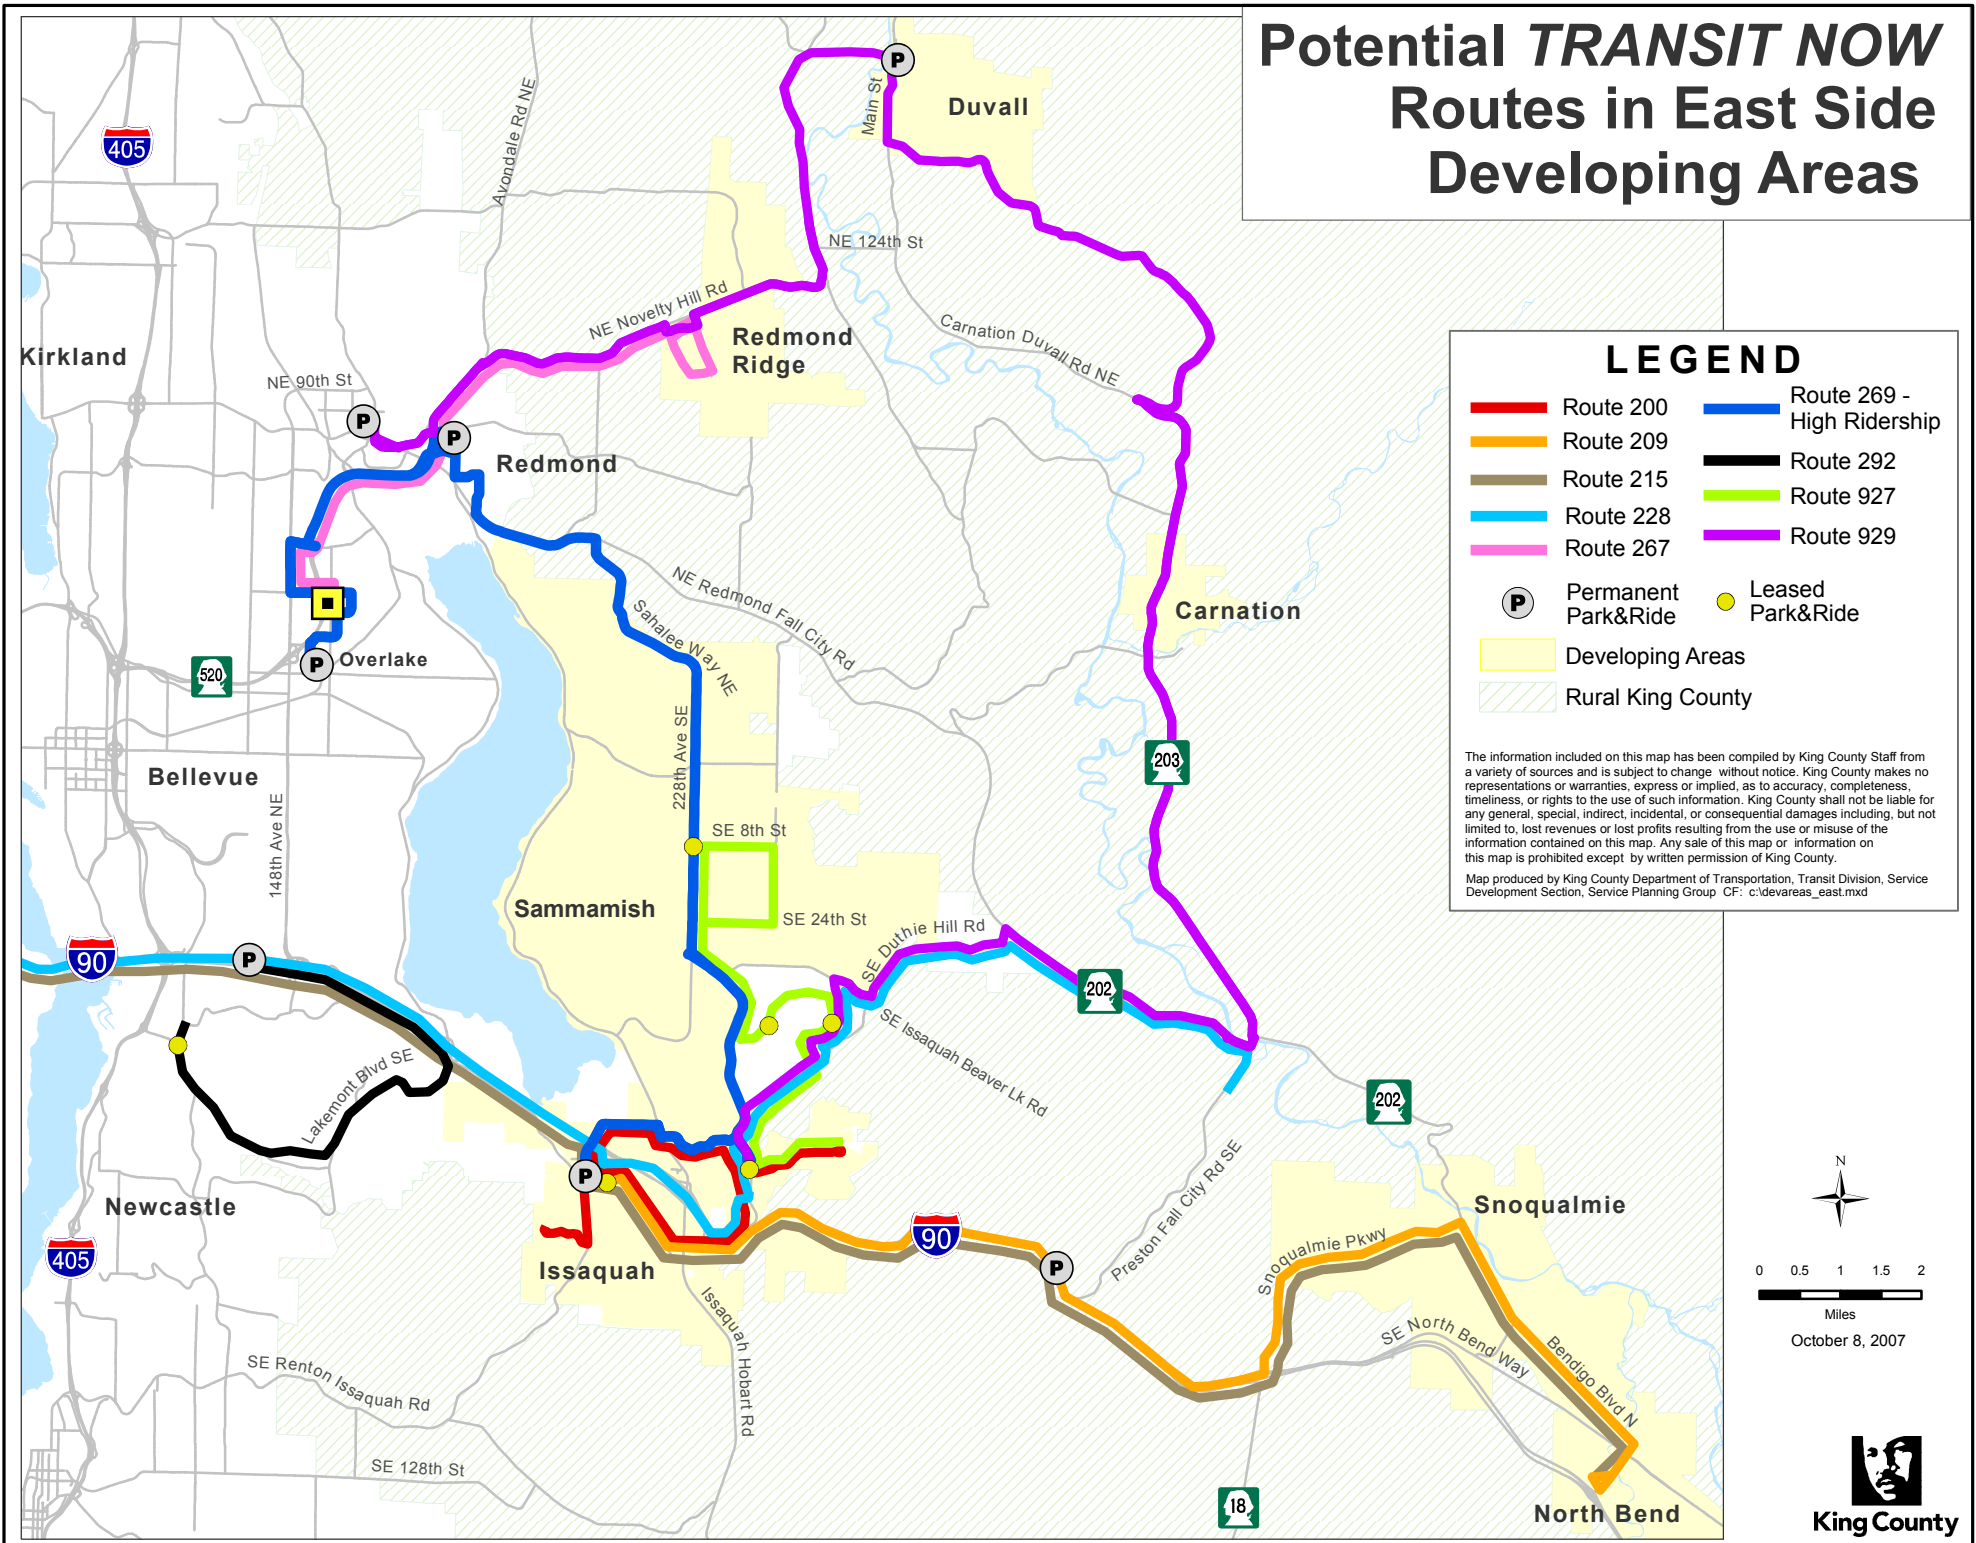 Potential TRANSIT NOW
Routes in East Side
Developing Areas
405
Avondale Rd NE
Main St
Duvall
NE 124th St
NE Novelty Hill Rd
Redmond
Ridge
Carnation Duvall Rd NE
Kirkland
NE 90th St
P
P
P
Redmond
NE Redmond Fall City Rd
Sahalee Way NE
Carnation
P
Overlake
520
228th Ave SE
203
Bellevue
148th Ave NE
SE 8th St
Sammamish
SE 24th St
SE Duthie Hill Rd
90
P
202
SE Issaquah Beaver Lk Rd
Lakemont Blvd SE
202
Newcastle
P
405
Issaquah
90
P
Preston Fall City Rd SE
Snoqualmie
Snoqualmie Pkwy
Issaquah Hobart Rd
SE North Bend Way
Bendigo Blvd N
SE Renton Issaquah Rd
SE 128th St
18
North Bend
LEGEND
Route 200
Route 209
Route 215
Route 228
Route 267
Route 269 -
High Ridership
Route 292
Route 927
Route 929
P
Permanent
Park&Ride
Leased
Park&Ride
Developing Areas
Rural King County
The information included on this map has been compiled by King County Staff from
a variety of sources and is subject to change without notice. King County makes no
representations or warranties, express or implied, as to accuracy, completeness,
timeliness, or rights to the use of such information. King County shall not be liable for
any general, special, indirect, incidental, or consequential damages including, but not
limited to, lost revenues or lost profits resulting from the use or misuse of the
information contained on this map. Any sale of this map or information on
this map is prohibited except by written permission of King County.
Map produced by King County Department of Transportation, Transit Division, Service
Development Section, Service Planning Group CF: c:\devareas_east.mxd
N
0 0.5 1 1.5 2
Miles
October 8, 2007
King County